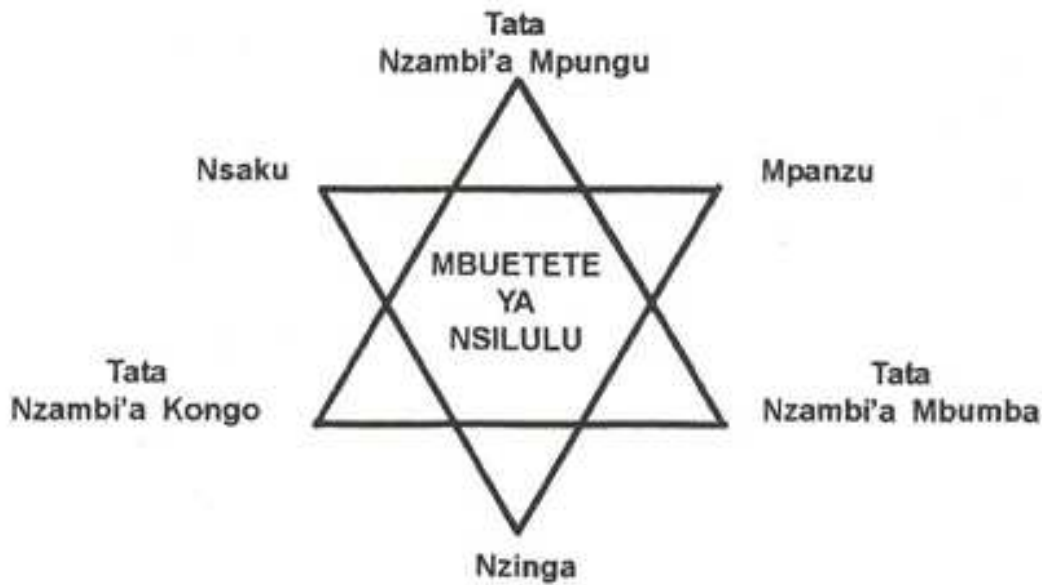 Tata
Nzambi'a Mpungu
Nsaku
Mpanzu
MBUETETE
YA
NSILULU
Tata
Nzambi'a Kongo
Tata
Nzambi'a Mbumba
Nzinga